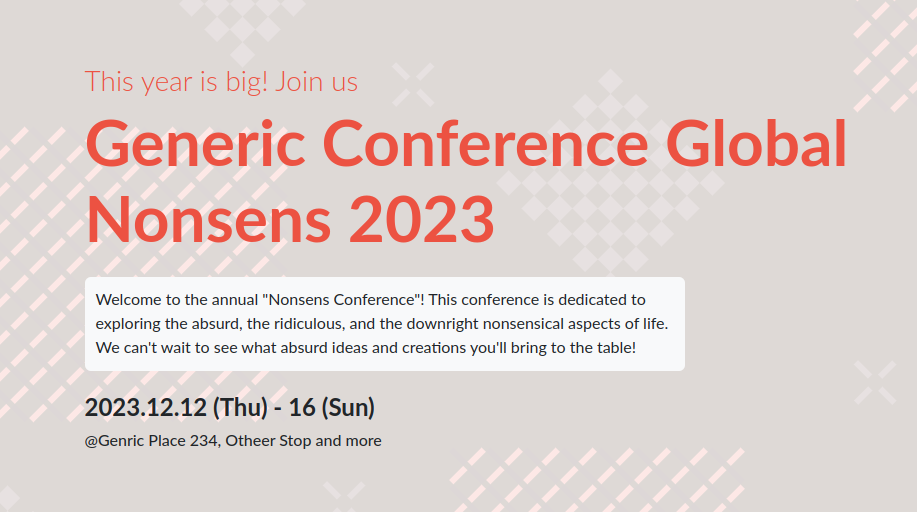 This year is big! Join us
Generic Conference Global
Nonsens 2023
Welcome to the annual "Nonsens Conference"! This conference is dedicated to
exploring the absurd, the ridiculous, and the downright nonsensical aspects of life.
We can't wait to see what absurd ideas and creations you'll bring to the table!
2023.12.12 (Thu) - 16 (Sun)
@Genric Place 234, Otheer Stop and more